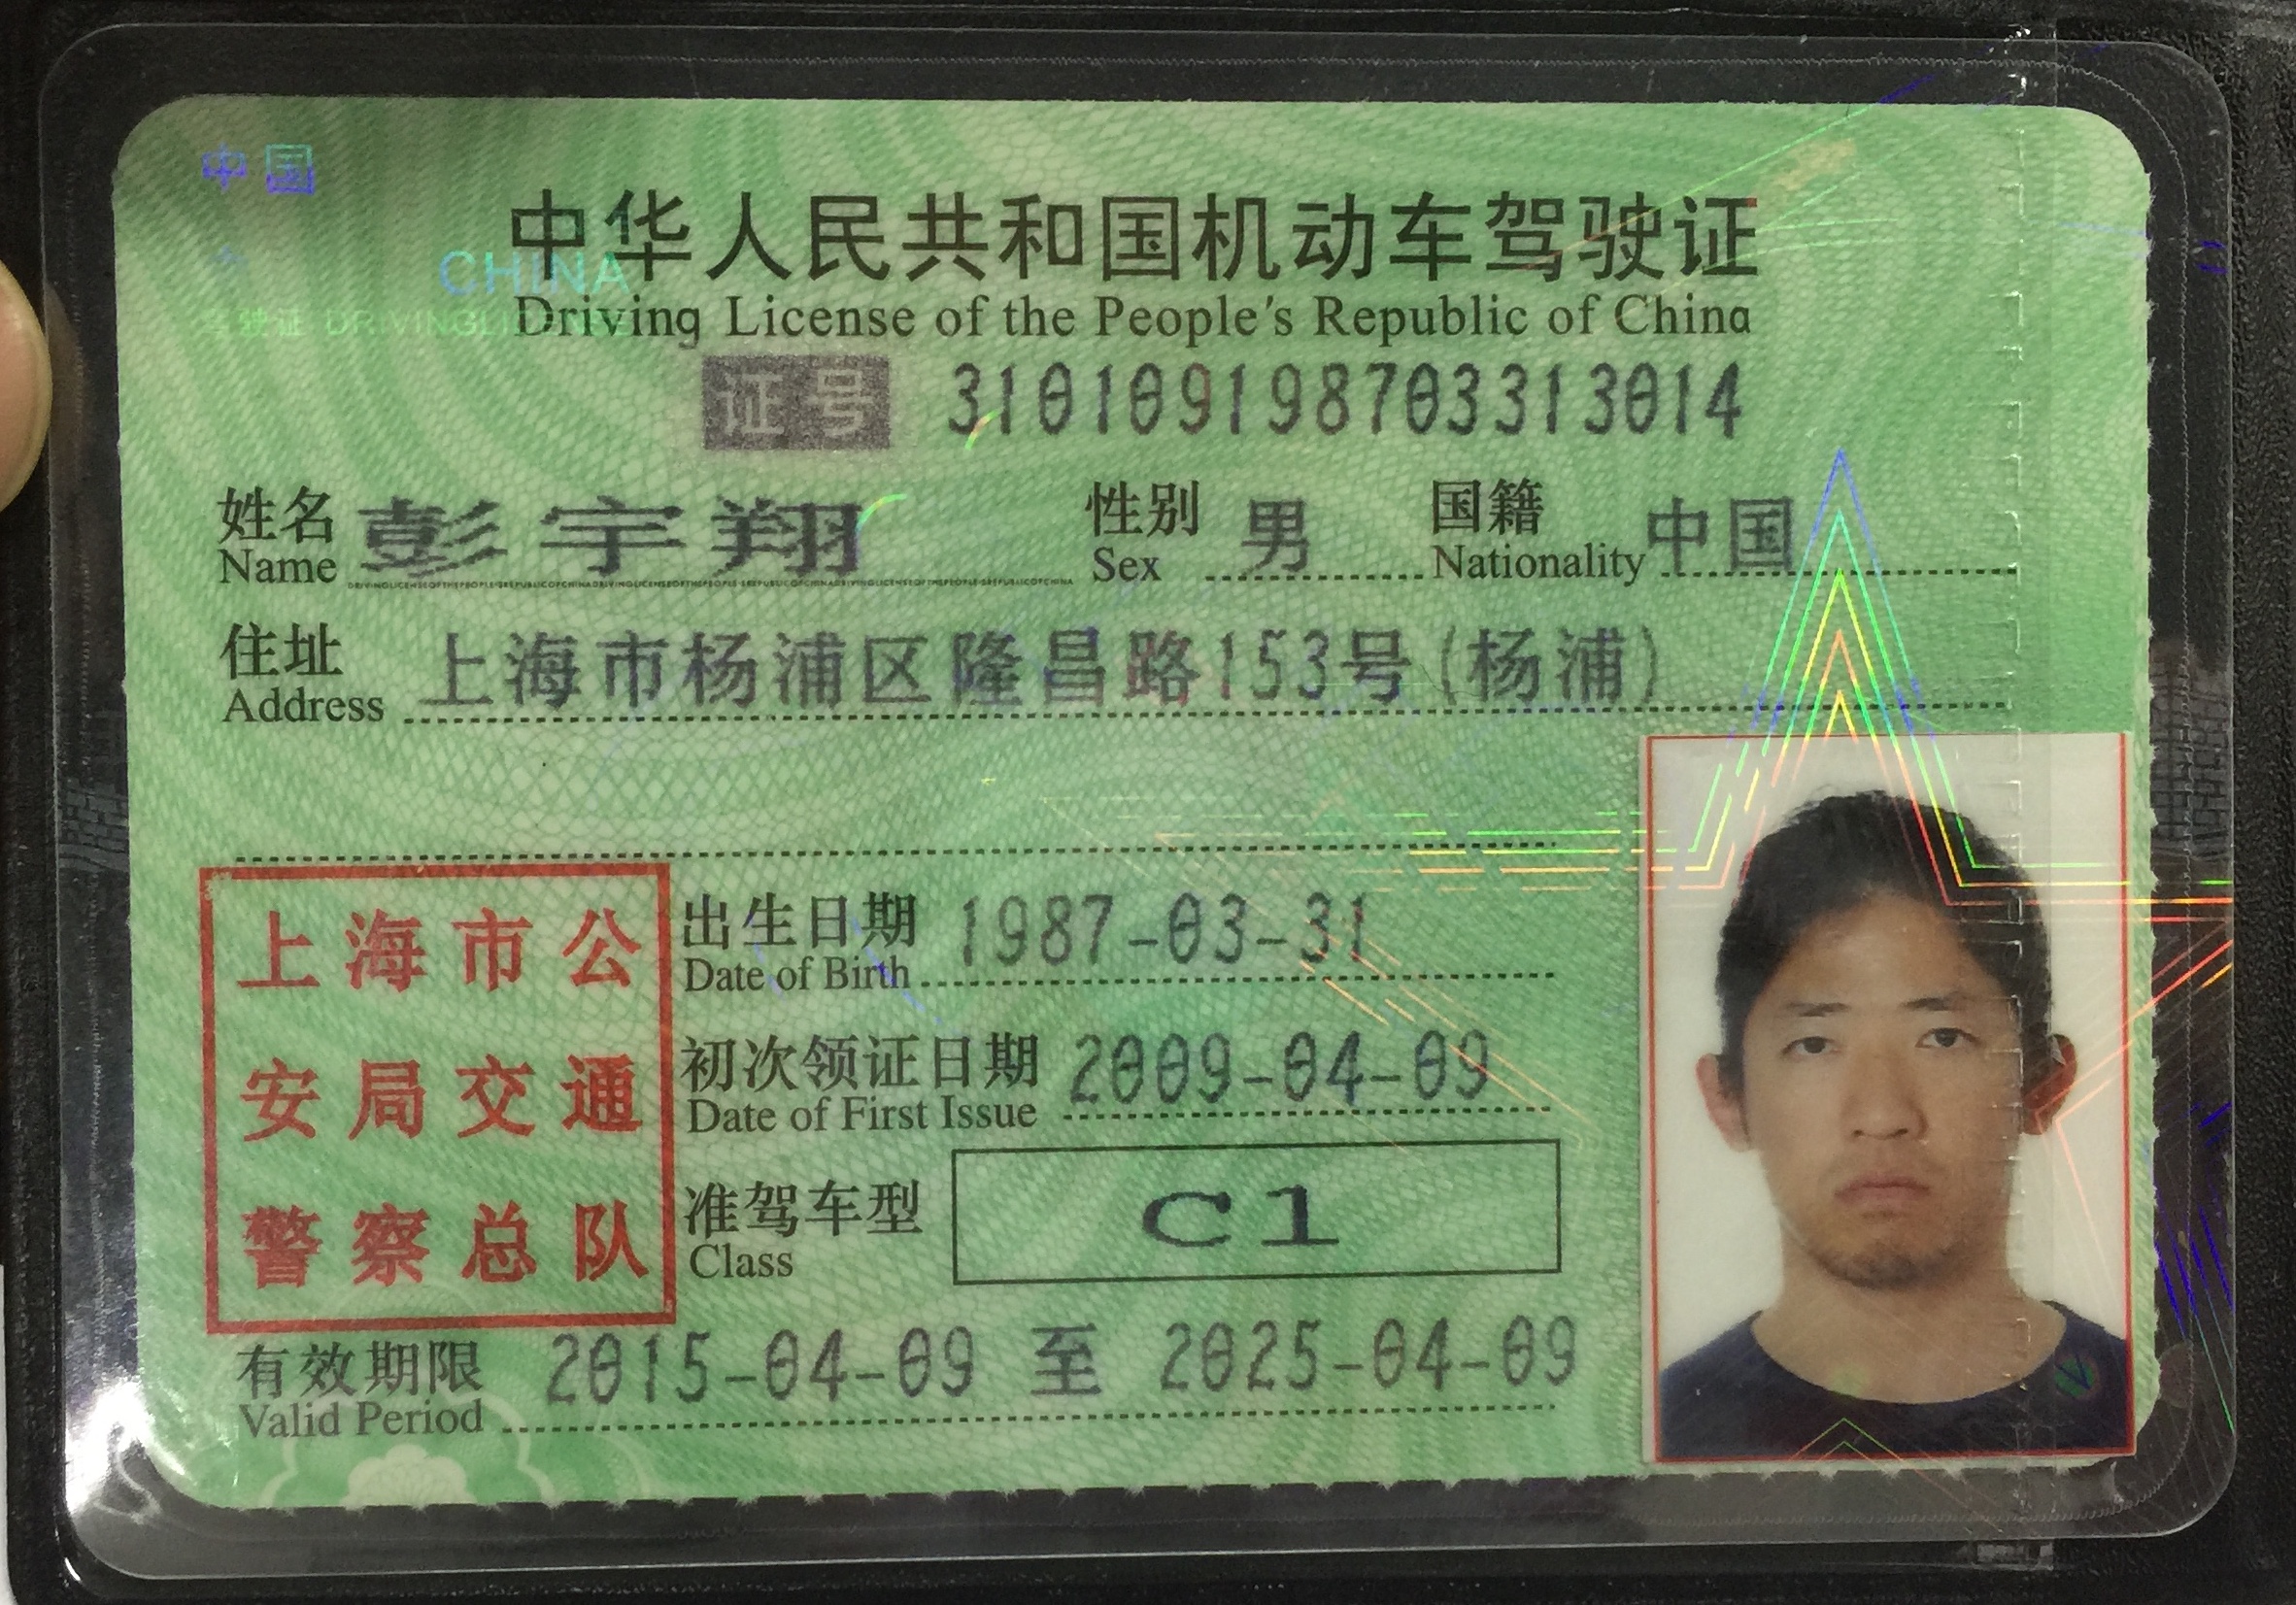 中国
中华人民共和国机动车驾驶证
CHINA
Driving License of the People's Republic of China
驶证 DRIVINGLI
证号 310109198703313014
姓名 彭宇翔 性别 男 国籍 中国
Name Sex Nationality
住址 上海市杨浦区隆昌路153号(杨浦)
Address
上海市公
安局交通
警察总队
出生日期 1987-03-31
Date of Birth
初次领证日期 2009-04-09
Date of First Issue
准驾车型 C1
Class
有效期限 2015-04-09 至 2025-04-09
Valid Period